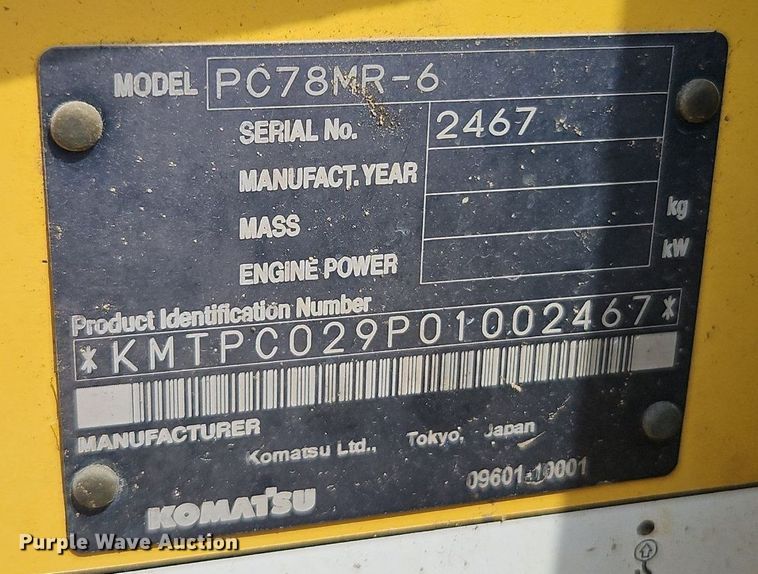 MODEL PC78MR-6
SERIAL No. 2467
MANUFACT. YEAR
MASS kg
ENGINE POWER kW
Product Identification Number
*KMTPC029P01002467*
MANUFACTURER
Komatsu Ltd., Tokyo, Japan
09601-10001
KOMATSU
Purple Wave Auction